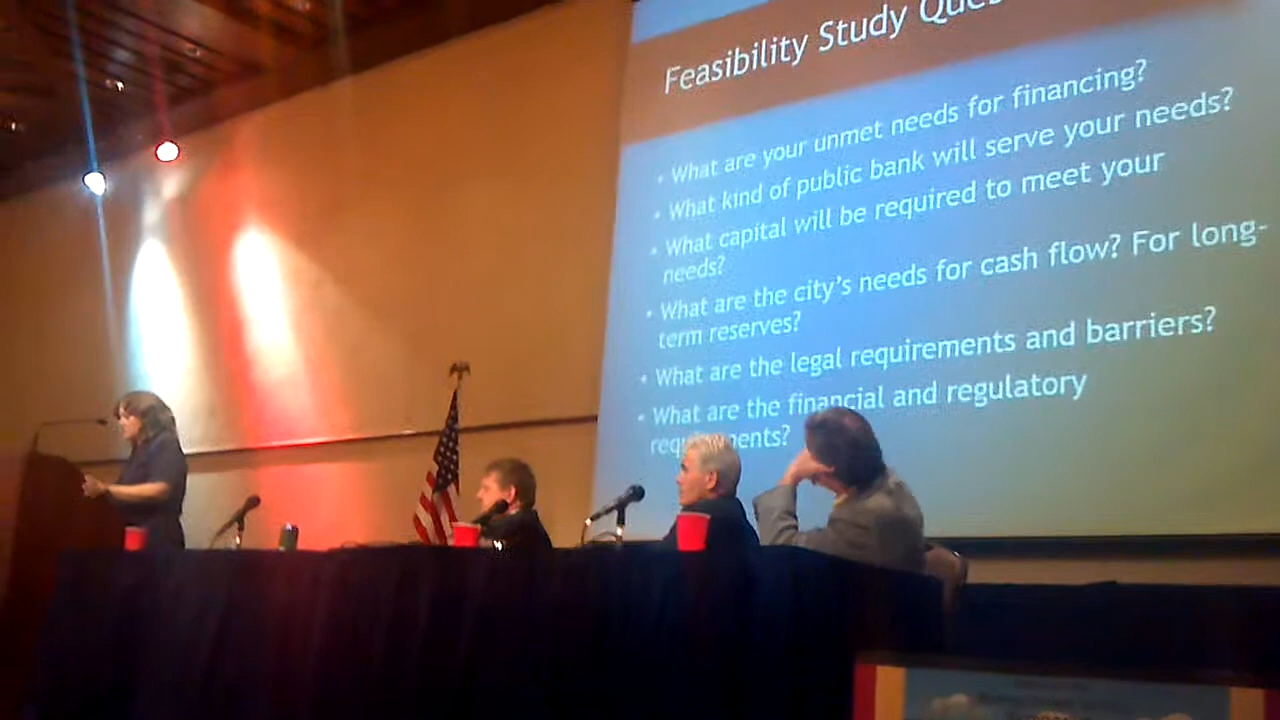 Feasibility Study
• What are your unmet needs for financing?
• What kind of public bank will serve your needs?
• What capital will be required to meet your
needs?
• What are the city's needs for cash flow? For long-
term reserves?
• What are the legal requirements and barriers?
• What are the financial and regulatory